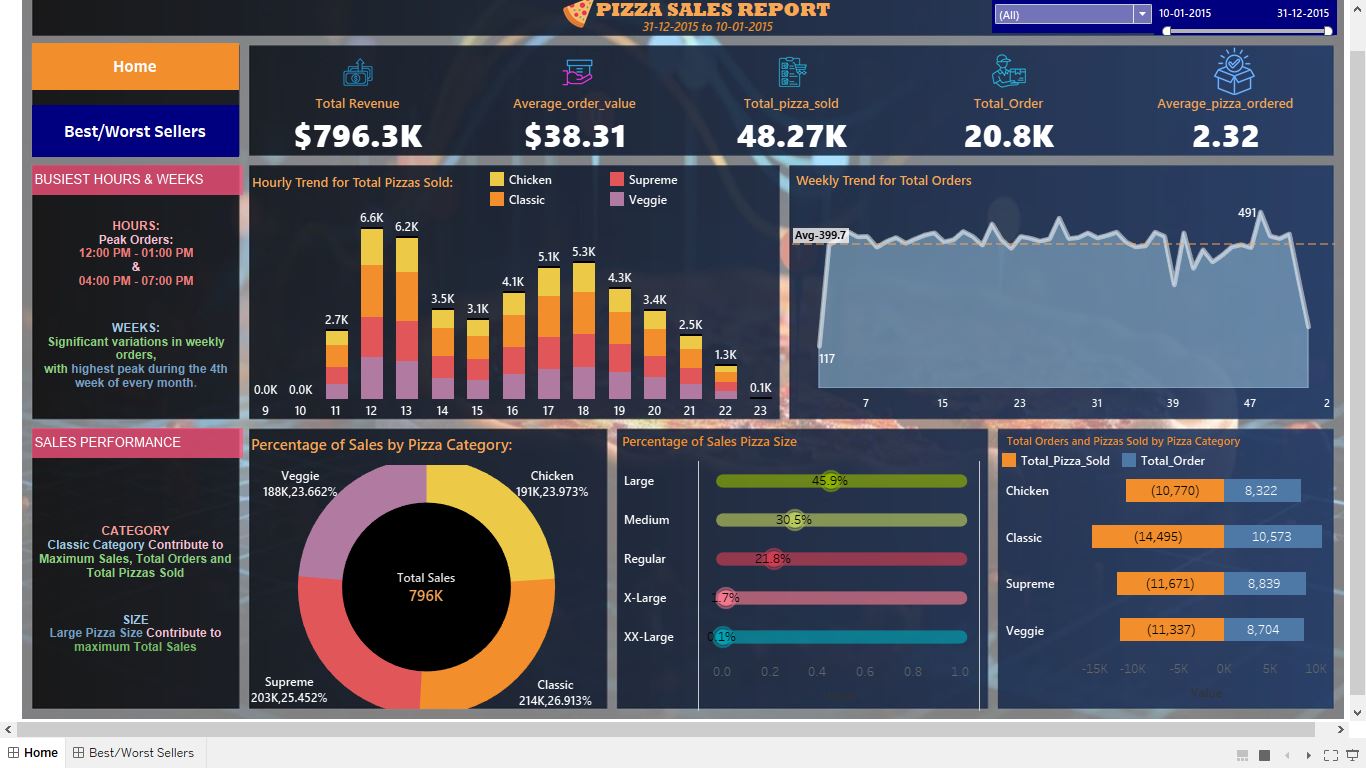 PIZZA SALES REPORT
31-12-2015 to 10-01-2015
(All)
10-01-2015
31-12-2015
Home
Best/Worst Sellers
Total Revenue
$796.3K
Average_order_value
$38.31
Total_pizza_sold
48.27K
Total_Order
20.8K
Average_pizza_ordered
2.32
BUSIEST HOURS & WEEKS
HOURS:
Peak Orders:
12:00 PM - 01:00 PM
&
04:00 PM - 07:00 PM
WEEKS:
Significant variations in weekly
orders,
with highest peak during the 4th
week of every month.
Hourly Trend for Total Pizzas Sold:
Chicken
Supreme
Classic
Veggie
0.0K
0.0K
2.7K
6.6K
6.2K
3.5K
3.1K
4.1K
5.1K
5.3K
4.3K
3.4K
2.5K
1.3K
0.1K
9 10 11 12 13 14 15 16 17 18 19 20 21 22 23
Weekly Trend for Total Orders
491
Avg-399.7
117
7 15 23 31 39 47 2
SALES PERFORMANCE
CATEGORY
Classic Category Contribute to
Maximum Sales, Total Orders and
Total Pizzas Sold
SIZE
Large Pizza Size Contribute to
maximum Total Sales
Percentage of Sales by Pizza Category:
Veggie
188K,23.662%
Chicken
191K,23.973%
Total Sales
796K
Supreme
203K,25.452%
Classic
214K,26.913%
Percentage of Sales Pizza Size
Large 45.9%
Medium 30.5%
Regular 21.8%
X-Large 1.7%
XX-Large 0.1%
0.0 0.2 0.4 0.6 0.8 1.0
Total Orders and Pizzas Sold by Pizza Category
Total_Pizza_Sold
Total_Order
Chicken (10,770) 8,322
Classic (14,495) 10,573
Supreme (11,671) 8,839
Veggie (11,337) 8,704
-15K -10K -5K 0K 5K 10K
Value
Home
Best/Worst Sellers